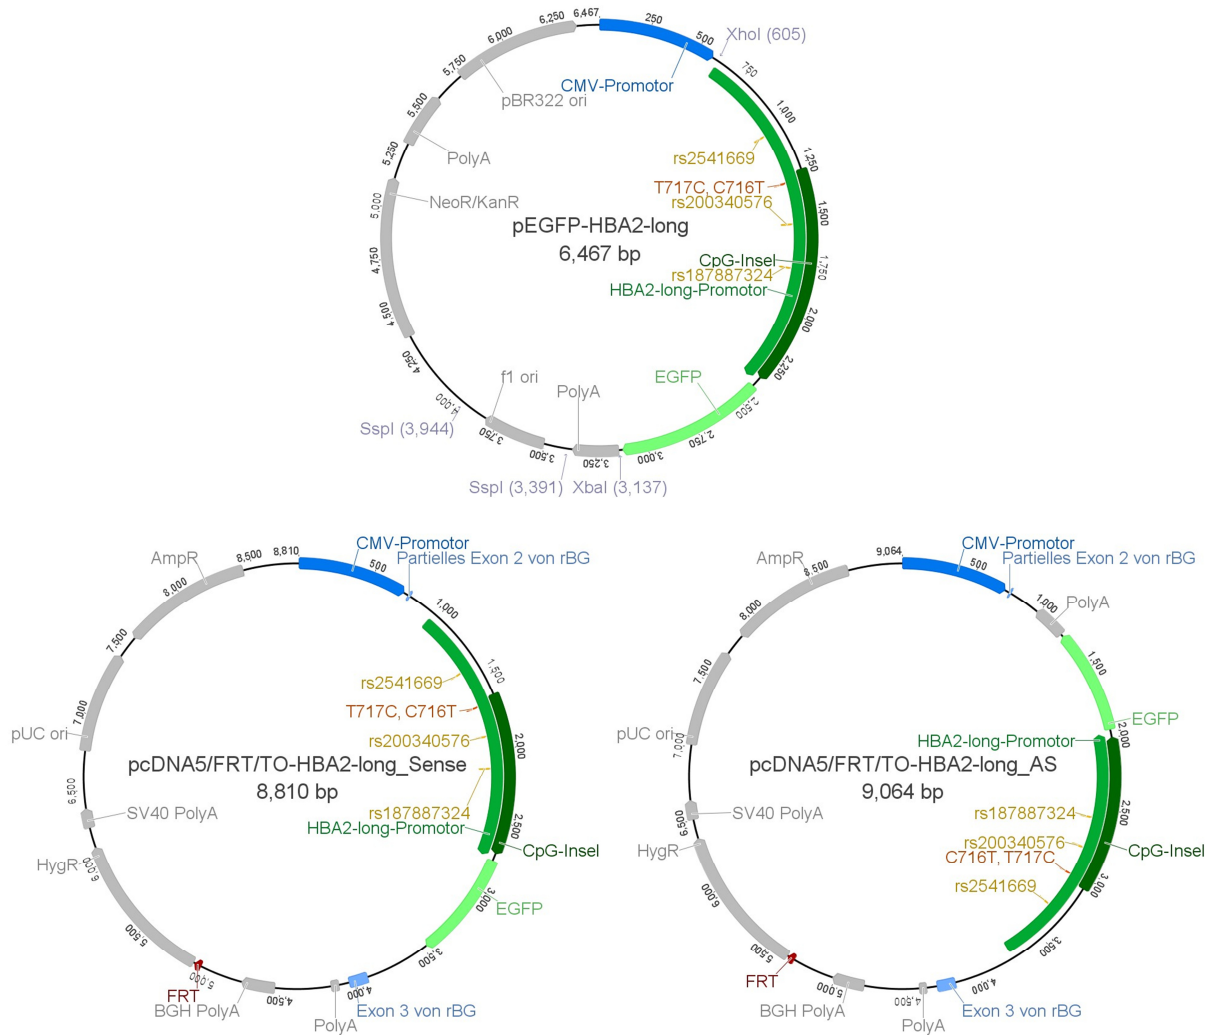 6,467
250
500
XhoI (605)
750
CMV-Promotor
1,000
rs2541669
1,250
T717C, C716T
rs200340576
1,500
pEGFP-HBA2-long
6,467 bp
CpG-Insel
rs187887324
1,750
HBA2-long-Promotor
2,000
2,250
EGFP
2,500
2,750
3,000
XbaI (3,137)
PolyA
3,250
SspI (3,391)
3,500
f1 ori
3,750
SspI (3,944)
4,000
4,250
4,500
4,750
NeoR/KanR
5,000
5,250
PolyA
5,500
5,750
pBR322 ori
6,000
6,250
8,810
CMV-Promotor
500
Partielles Exon 2 von rBG
1,000
rs2541669
1,500
T717C, C716T
rs200340576
2,000
pcDNA5/FRT/TO-HBA2-long_Sense
8,810 bp
rs187887324
HBA2-long-Promotor
2,500
CpG-Insel
3,000
EGFP
3,500
Exon 3 von rBG
4,000
PolyA
4,500
BGH PolyA
FRT
5,000
5,500
HygR
6,000
SV40 PolyA
6,500
pUC ori
7,000
7,500
AmpR
8,000
8,500
9,064
CMV-Promotor
500
Partielles Exon 2 von rBG
1,000
PolyA
1,500
EGFP
2,000
HBA2-long-Promotor
pcDNA5/FRT/TO-HBA2-long_AS
9,064 bp
rs187887324
2,500
rs200340576
C716T, T717C
CpG-Insel
rs2541669
3,000
3,500
4,000
Exon 3 von rBG
PolyA
4,500
BGH PolyA
5,000
FRT
5,500
6,000
HygR
SV40 PolyA
6,500
pUC ori
7,000
7,500
8,000
AmpR
8,500